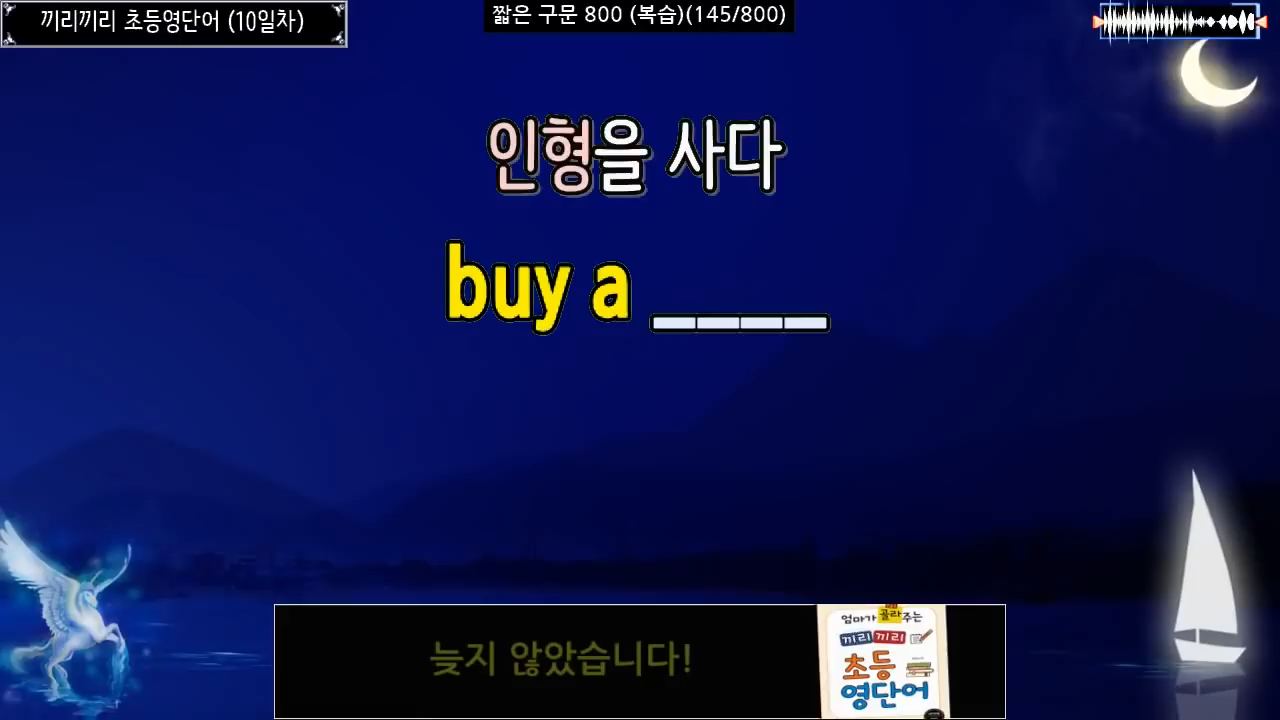 끼리끼리 초등영단어 (10일차)
짧은 구문 800 (복습)(145/800)
인형을 사다
buy a ____
늦지 않았습니다!
엄마가 골라주는
끼리끼리
초등
영단어